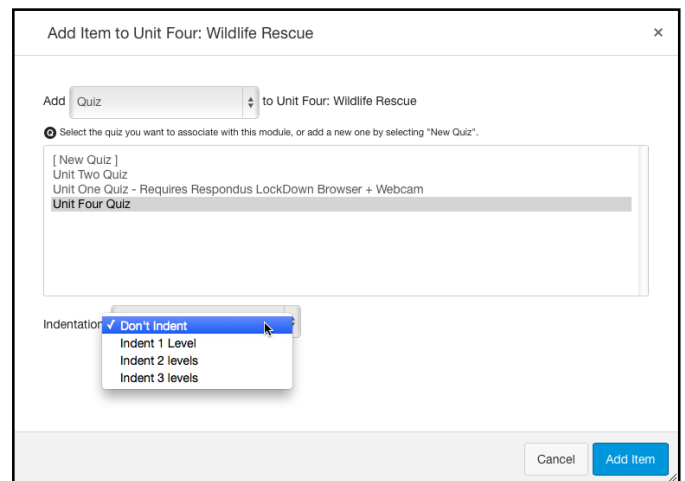 Add Item to Unit Four: Wildlife Rescue ×
Add Quiz to Unit Four: Wildlife Rescue
Q Select the quiz you want to associate with this module, or add a new one by selecting "New Quiz".
[ New Quiz ]
Unit Two Quiz
Unit One Quiz - Requires Respondus LockDown Browser + Webcam
Unit Four Quiz
Indentation ✓ Don't Indent
Indent 1 Level
Indent 2 levels
Indent 3 levels
Cancel Add Item